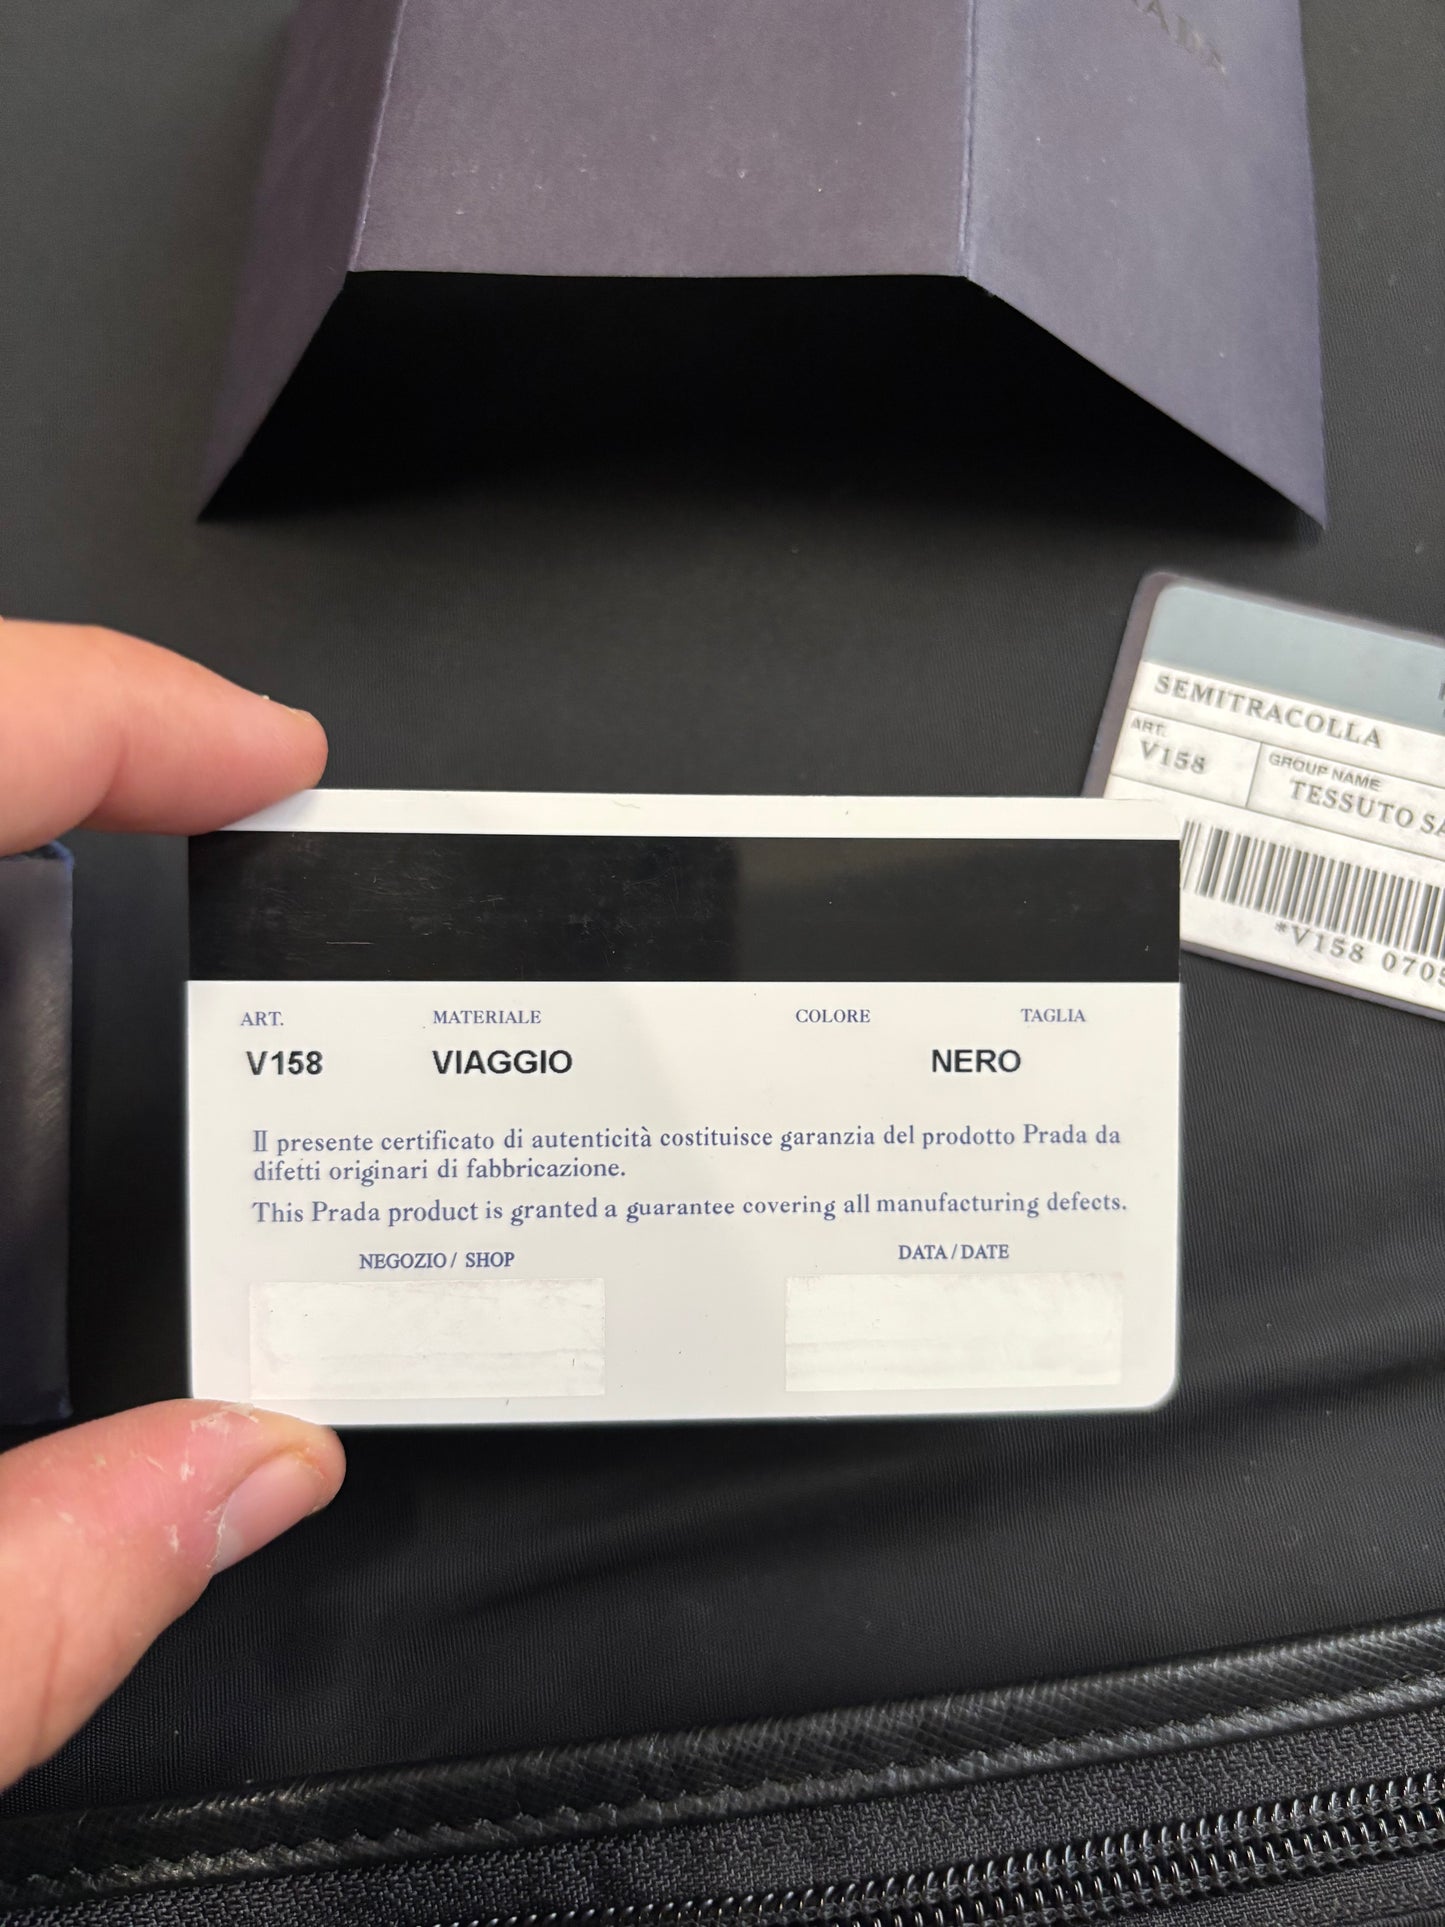 SEMITRACOLLA
ART.
V158
GROUP NAME
TESSUTO
*V158
ART. MATERIALE COLORE TAGLIA
V158 VIAGGIO NERO
Il presente certificato di autenticità costituisce garanzia del prodotto Prada da
difetti originari di fabbricazione.
This Prada product is granted a guarantee covering all manufacturing defects.
NEGOZIO / SHOP DATA / DATE